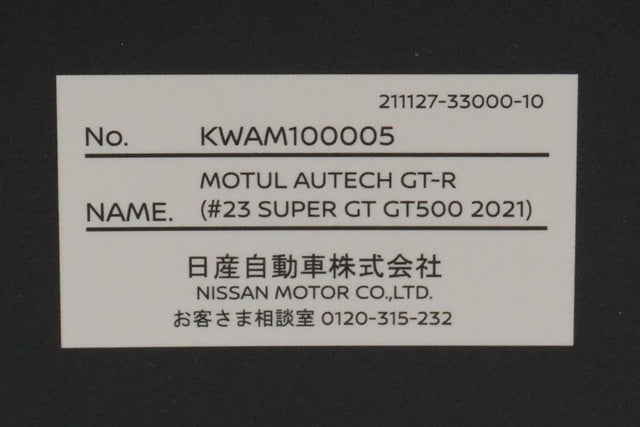 211127-33000-10
No. KWAM100005
MOTUL AUTECH GT-R
NAME. (#23 SUPER GT GT500 2021)
日産自動車株式会社
NISSAN MOTOR CO.,LTD.
お客さま相談室 0120-315-232